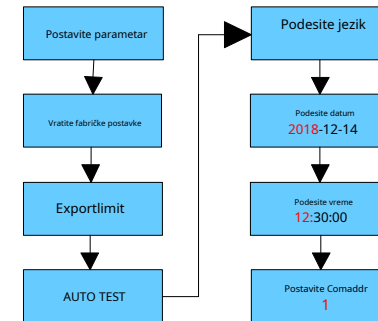 Postavite parametar
Vratite fabričke postavke
Exportlimit
AUTO TEST
Podesite jezik
Podesite datum
2018-12-14
Podesite vreme
12:30:00
Postavite Comaddr
1